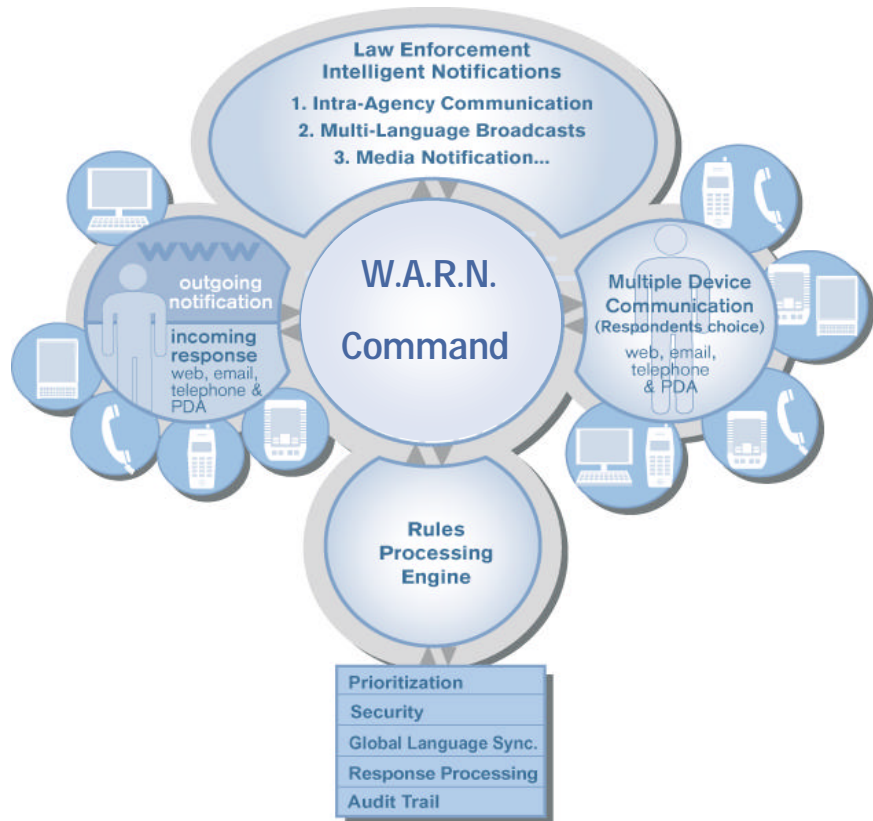 Law Enforcement
Intelligent Notifications
1. Intra-Agency Communication
2. Multi-Language Broadcasts
3. Media Notification...
www
outgoing
notification
incoming
response
web, email,
telephone &
PDA
W.A.R.N.
Command
Multiple Device
Communication
(Respondents choice)
web, email,
telephone
& PDA
Rules
Processing
Engine
Prioritization
Security
Global Language Sync.
Response Processing
Audit Trail